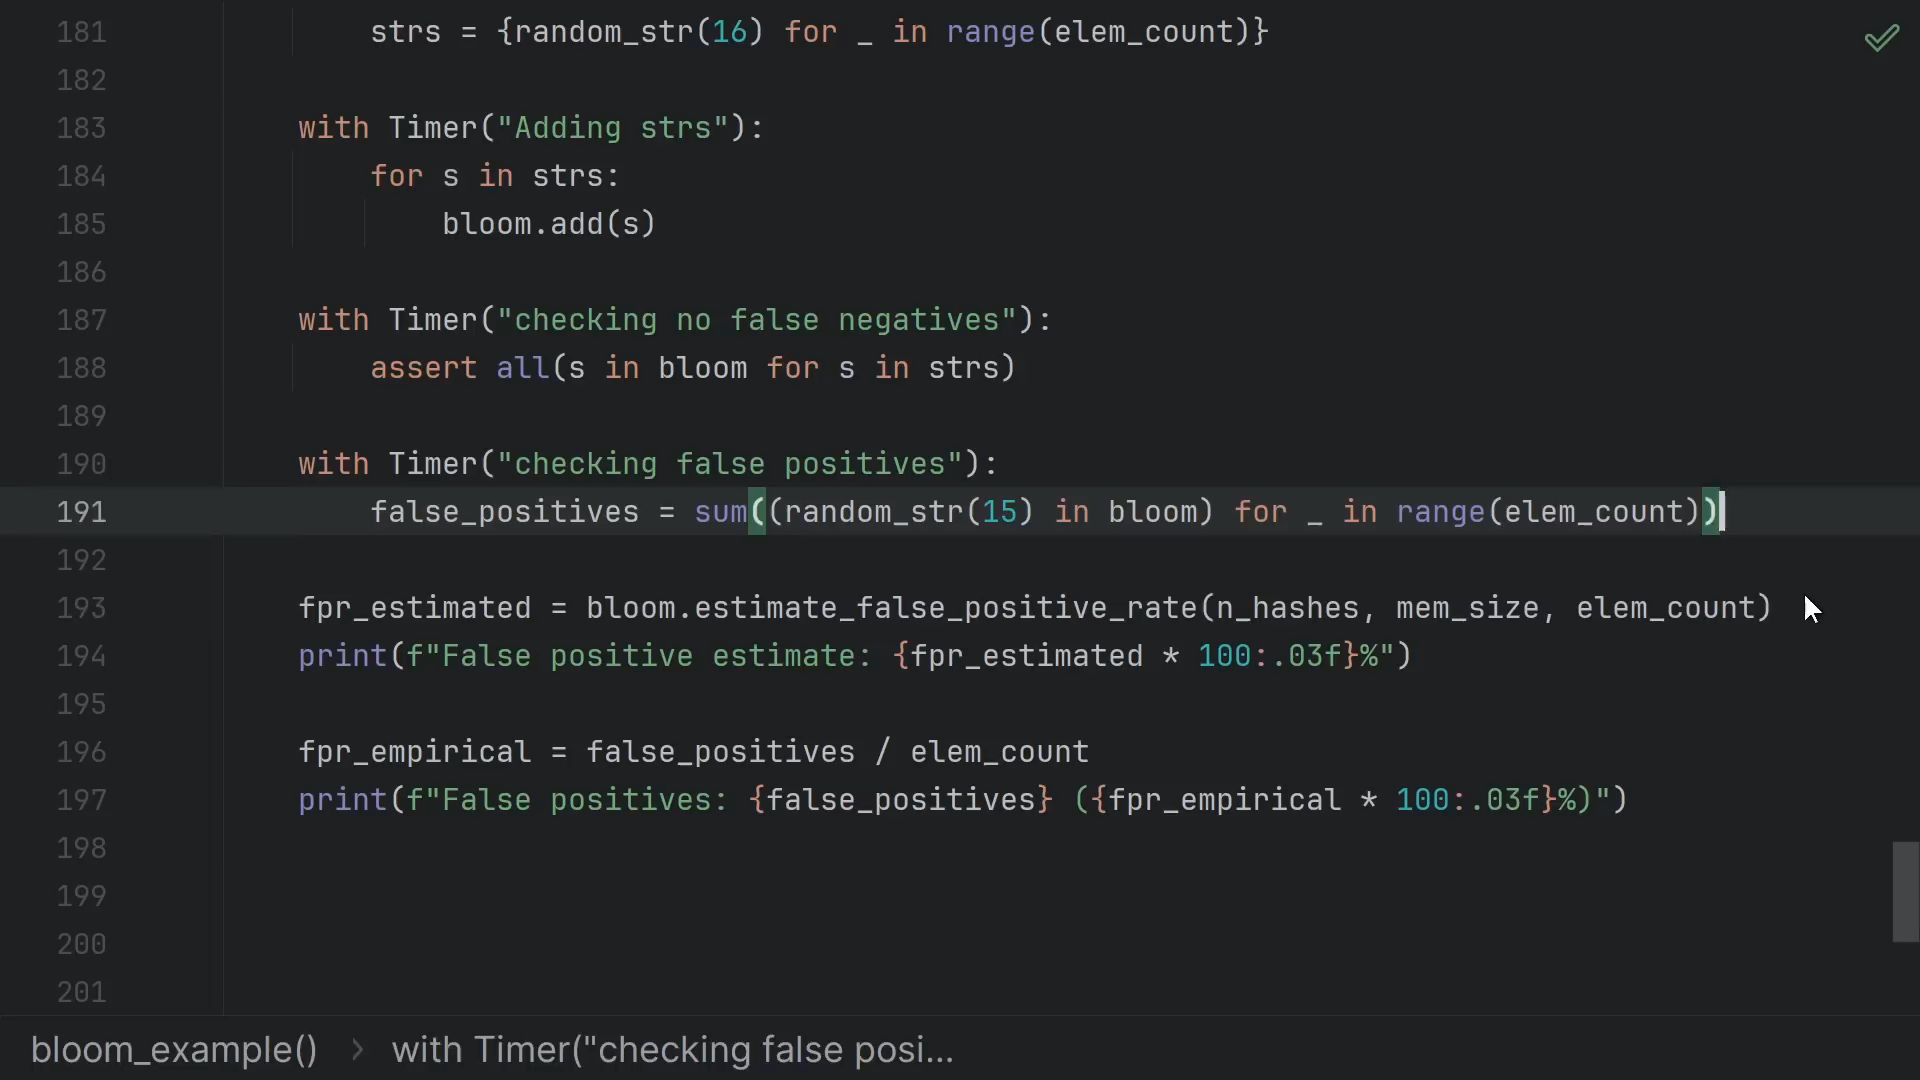 181 strs = {random_str(16) for _ in range(elem_count)}
182
183 with Timer("Adding strs"):
184 for s in strs:
185 bloom.add(s)
186
187 with Timer("checking no false negatives"):
188 assert all(s in bloom for s in strs)
189
190 with Timer("checking false positives"):
191 false_positives = sum((random_str(15) in bloom) for _ in range(elem_count))
192
193 fpr_estimated = bloom.estimate_false_positive_rate(n_hashes, mem_size, elem_count)
194 print(f"False positive estimate: {fpr_estimated * 100:.03f}%")
195
196 fpr_empirical = false_positives / elem_count
197 print(f"False positives: {false_positives} ({fpr_empirical * 100:.03f}%)")
198
199
200
201
bloom_example() › with Timer("checking false posi...